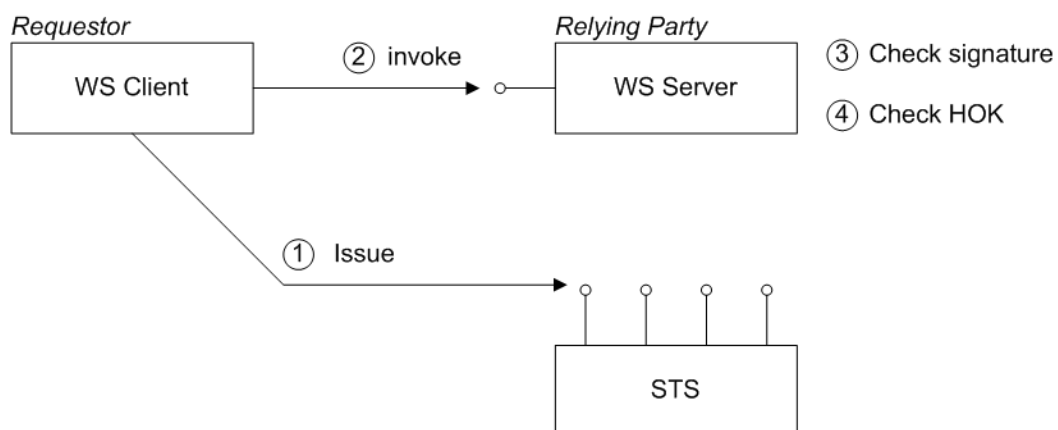 Requestor
Relying Party
WS Client
② invoke
WS Server
③ Check signature
④ Check HOK
① Issue
STS